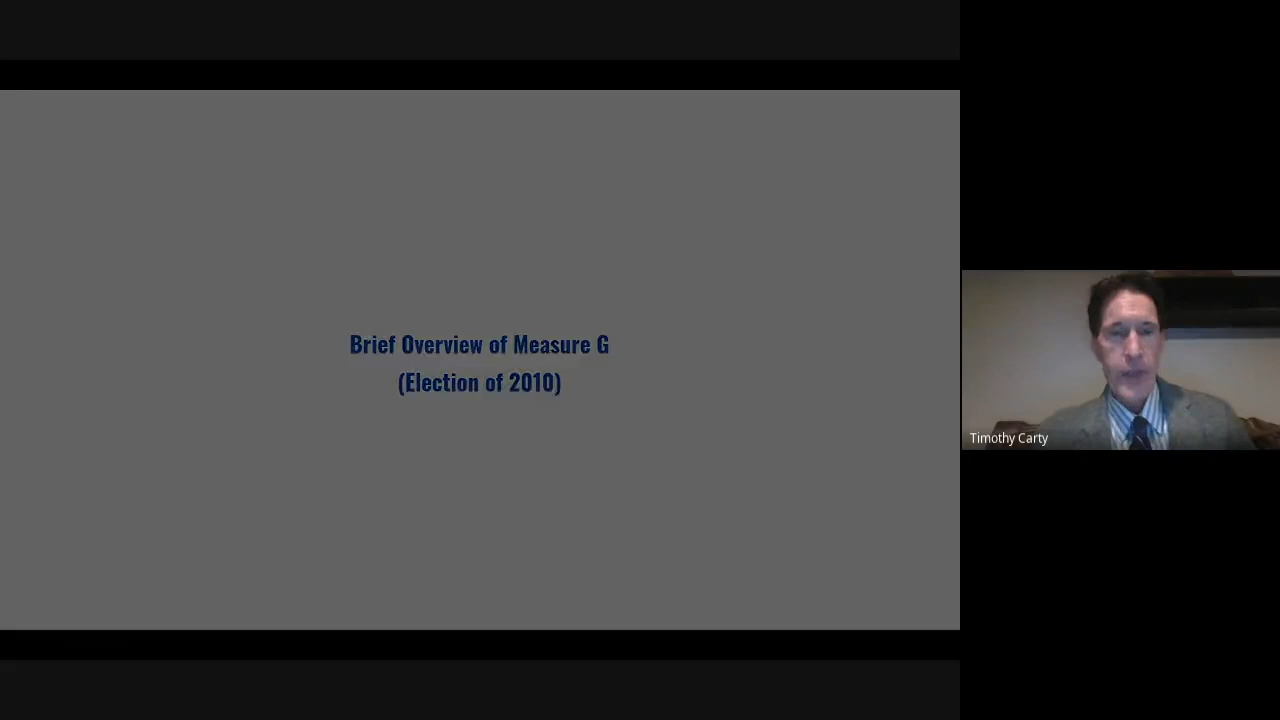 Brief Overview of Measure G
(Election of 2010)
Timothy Carty